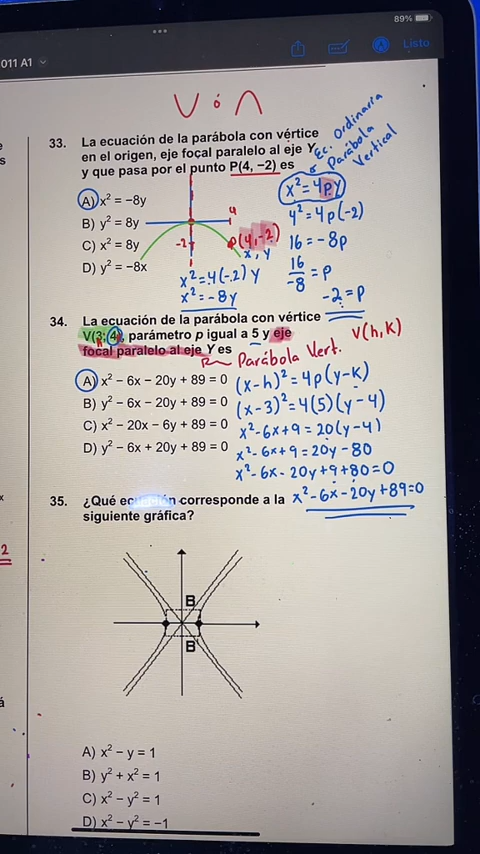 89%
Listo
011 A1
V ó Λ
33. La ecuación de la parábola con vértice
en el origen, eje focal paralelo al eje Y,
y que pasa por el punto P(4, −2) es
Ec. Ordinaria
Parábola
Vertical
A) x² = −8y
B) y² = 8y
C) x² = 8y
D) y² = −8x
4
-2
P(4,-2)
x, y
x²=4py
4²=4p(-2)
16=-8p
16/-8=p
-2=p
x²=4(-2)y
x²=-8y
34. La ecuación de la parábola con vértice
V(3; 4), parámetro p igual a 5 y eje
focal paralelo al eje Y es
V(h,K)
Parábola Vert.
A) x² − 6x − 20y + 89 = 0
B) y² − 6x − 20y + 89 = 0
C) x² − 20x − 6y + 89 = 0
D) y² − 6x + 20y + 89 = 0
(x-h)²=4p(y-K)
(x-3)²=4(5)(y-4)
x²-6x+9=20(y-4)
x²-6x+9=20y-80
x²-6x-20y+9+80=0
x²-6x-20y+89=0
35. ¿Qué ecuación corresponde a la
siguiente gráfica?
B
B
A) x² − y = 1
B) y² + x² = 1
C) x² − y² = 1
D) x² − y² = −1
2